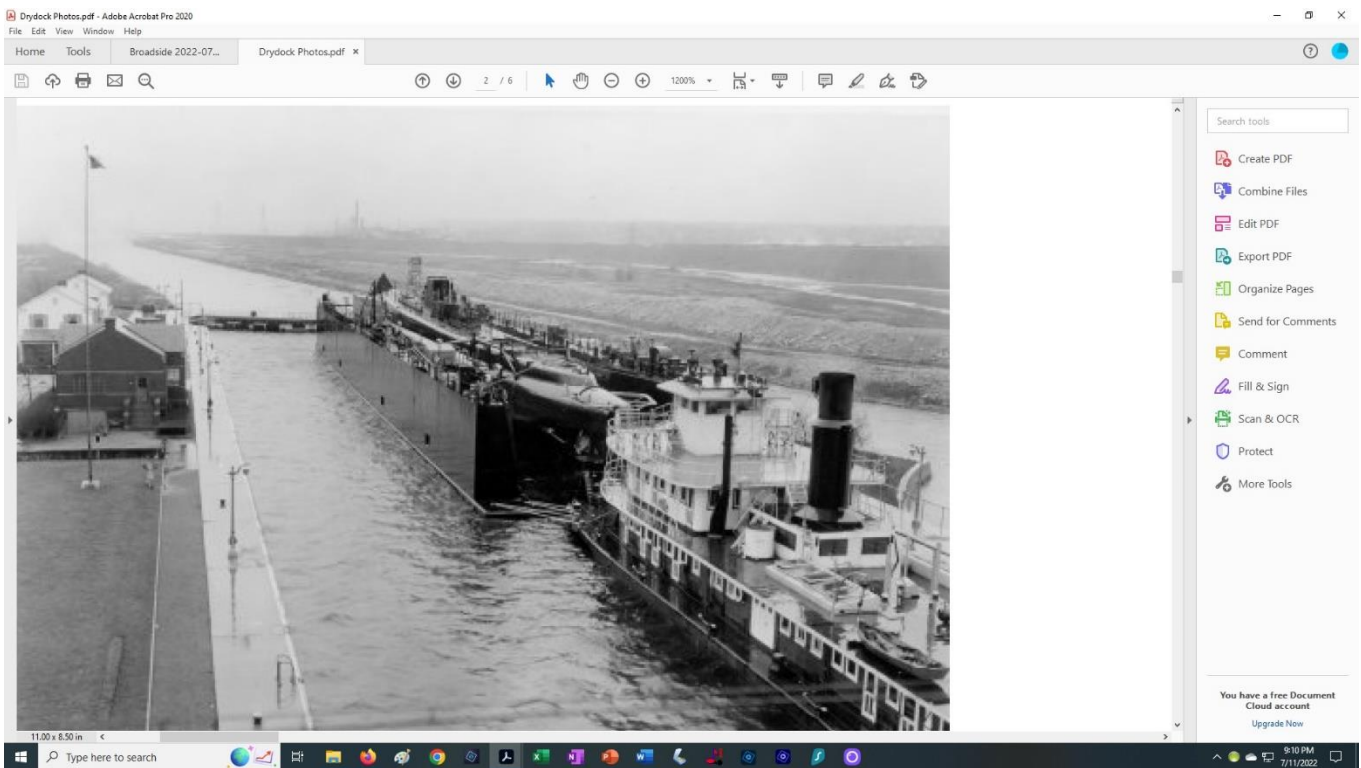 Drydock Photos.pdf - Adobe Acrobat Pro 2020
File Edit View Window Help
Home Tools Broadside 2022-07... Drydock Photos.pdf ×
2 / 6 1200%
Search tools
Create PDF
Combine Files
Edit PDF
Export PDF
Organize Pages
Send for Comments
Comment
Fill & Sign
Scan & OCR
Protect
More Tools
You have a free Document
Cloud account
Upgrade Now
11.00 x 8.50 in
Type here to search
9:10 PM
7/11/2022